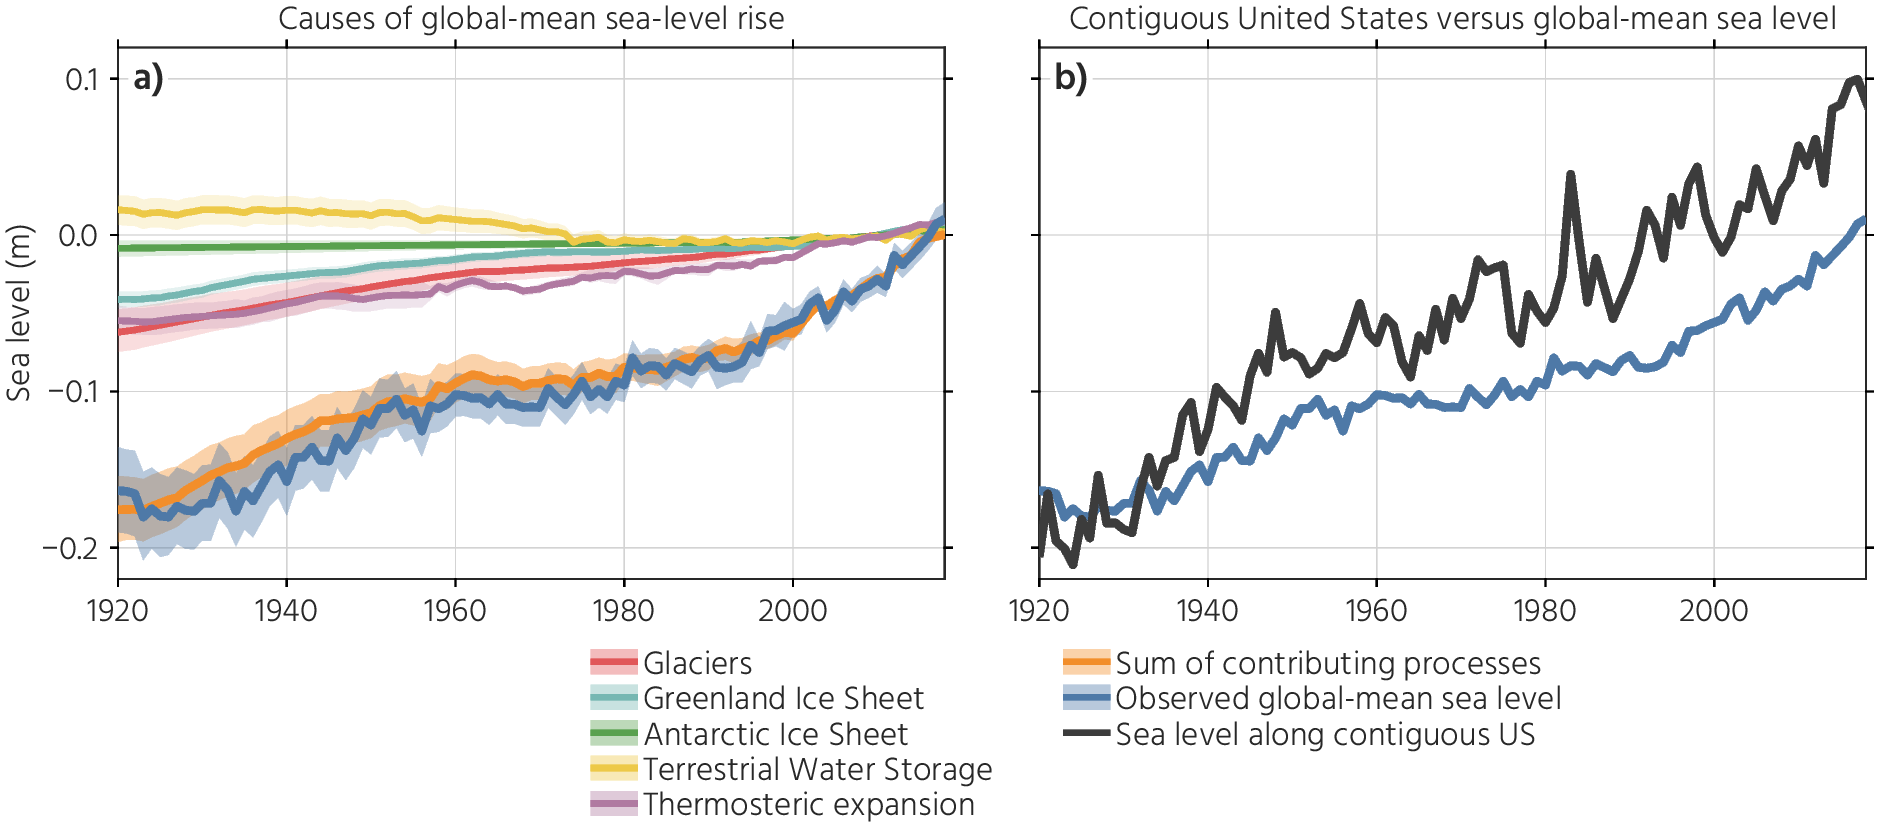 Causes of global-mean sea-level rise
Contiguous United States versus global-mean sea level
a)
b)
Sea level (m)
0.1
0.0
−0.1
−0.2
1920 1940 1960 1980 2000
1920 1940 1960 1980 2000
Glaciers
Greenland Ice Sheet
Antarctic Ice Sheet
Terrestrial Water Storage
Thermosteric expansion
Sum of contributing processes
Observed global-mean sea level
Sea level along contiguous US